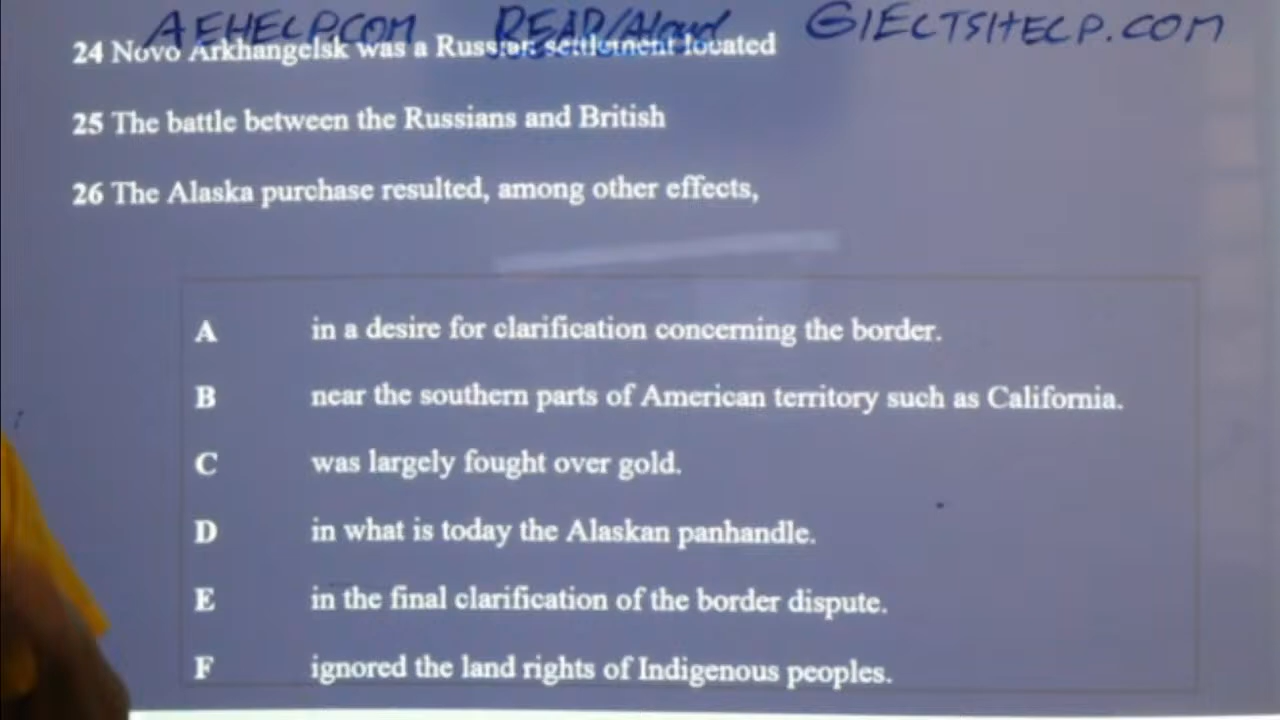 AEHELP.COM READ/Aloud GIELTSHELP.COM
24 Novo Arkhangelsk was a Russian settlement located
25 The battle between the Russians and British
26 The Alaska purchase resulted, among other effects,
A in a desire for clarification concerning the border.
B near the southern parts of American territory such as California.
C was largely fought over gold.
D in what is today the Alaskan panhandle.
E in the final clarification of the border dispute.
F ignored the land rights of Indigenous peoples.